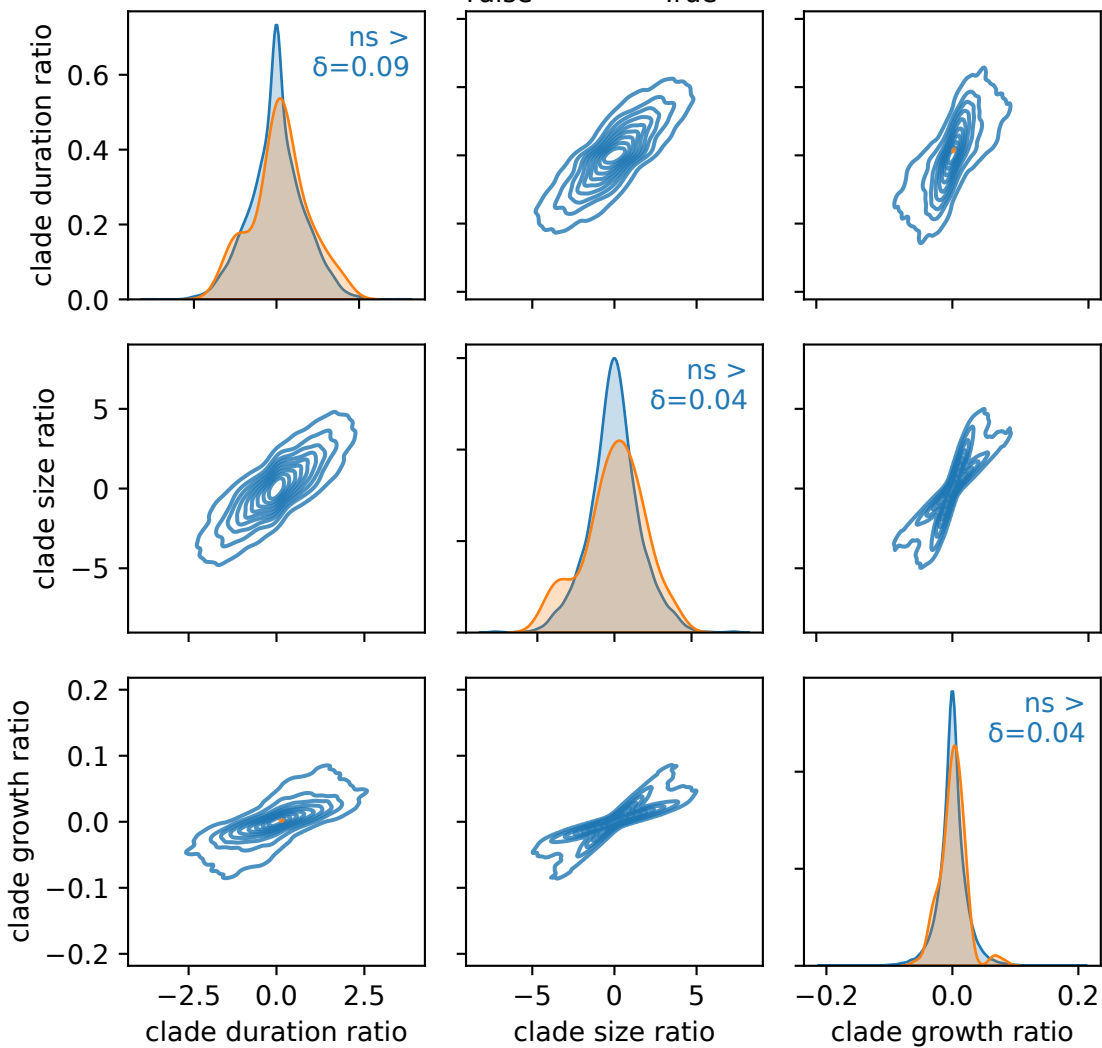 clade duration ratio
0.6
0.4
0.2
0.0
ns >
δ=0.09
clade size ratio
5
0
−5
ns >
δ=0.04
clade growth ratio
0.2
0.1
0.0
−0.1
−0.2
ns >
δ=0.04
−2.5 0.0 2.5
−5 0 5
−0.2 0.0 0.2
clade duration ratio
clade size ratio
clade growth ratio